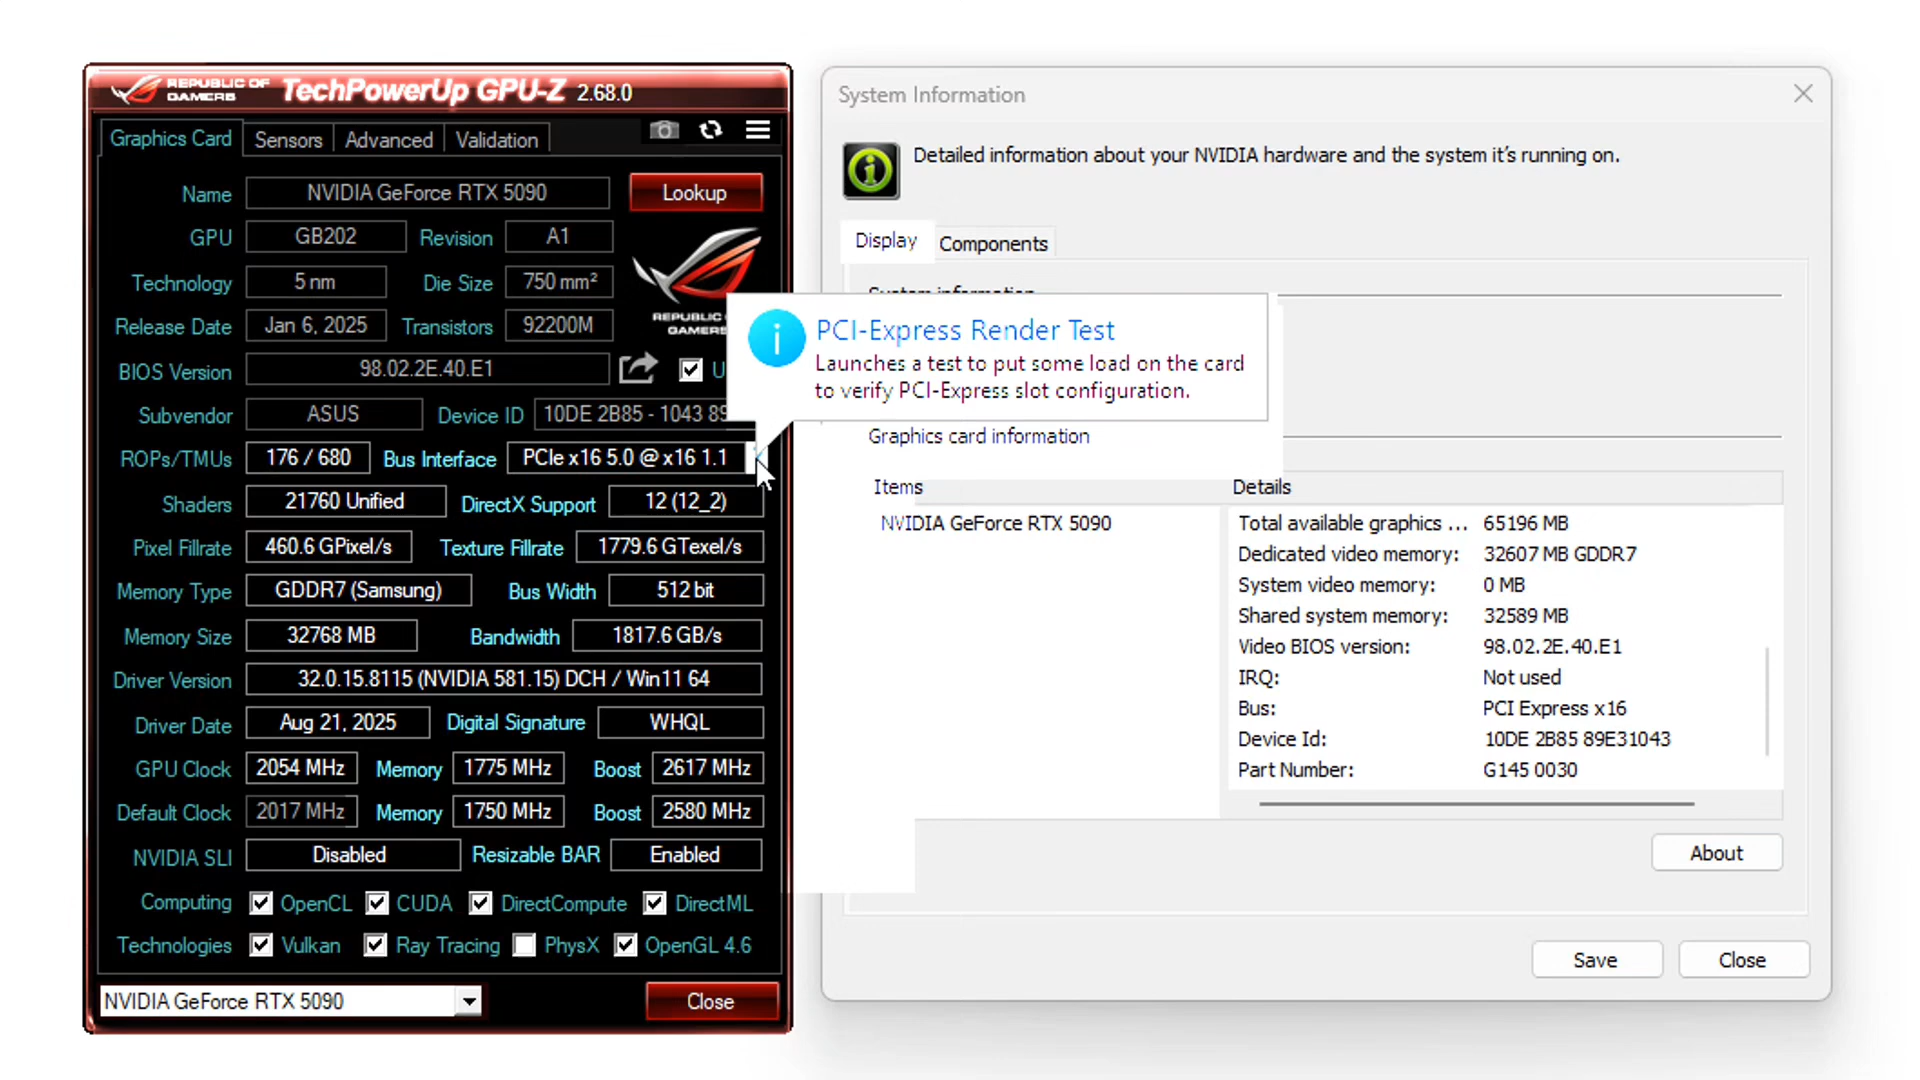 REPUBLIC OF GAMERS TechPowerUp GPU-Z 2.68.0
Graphics Card Sensors Advanced Validation
Name NVIDIA GeForce RTX 5090 Lookup
GPU GB202 Revision A1
Technology 5 nm Die Size 750 mm²
Release Date Jan 6, 2025 Transistors 92200M
REPUBLIC
GAMERS
BIOS Version 98.02.2E.40.E1 U
Subvendor ASUS Device ID 10DE 2B85 - 1043 89
ROPs/TMUs 176 / 680 Bus Interface PCIe x16 5.0 @ x16 1.1
Shaders 21760 Unified DirectX Support 12 (12_2)
Pixel Fillrate 460.6 GPixel/s Texture Fillrate 1779.6 GTexel/s
Memory Type GDDR7 (Samsung) Bus Width 512 bit
Memory Size 32768 MB Bandwidth 1817.6 GB/s
Driver Version 32.0.15.8115 (NVIDIA 581.15) DCH / Win11 64
Driver Date Aug 21, 2025 Digital Signature WHQL
GPU Clock 2054 MHz Memory 1775 MHz Boost 2617 MHz
Default Clock 2017 MHz Memory 1750 MHz Boost 2580 MHz
NVIDIA SLI Disabled Resizable BAR Enabled
Computing OpenCL CUDA DirectCompute DirectML
Technologies Vulkan Ray Tracing PhysX OpenGL 4.6
NVIDIA GeForce RTX 5090 Close
PCI-Express Render Test
Launches a test to put some load on the card
to verify PCI-Express slot configuration.
System Information
Detailed information about your NVIDIA hardware and the system it's running on.
Display Components
System information
Graphics card information
Items Details
NVIDIA GeForce RTX 5090
Total available graphics ... 65196 MB
Dedicated video memory: 32607 MB GDDR7
System video memory: 0 MB
Shared system memory: 32589 MB
Video BIOS version: 98.02.2E.40.E1
IRQ: Not used
Bus: PCI Express x16
Device Id: 10DE 2B85 89E31043
Part Number: G145 0030
About
Save Close